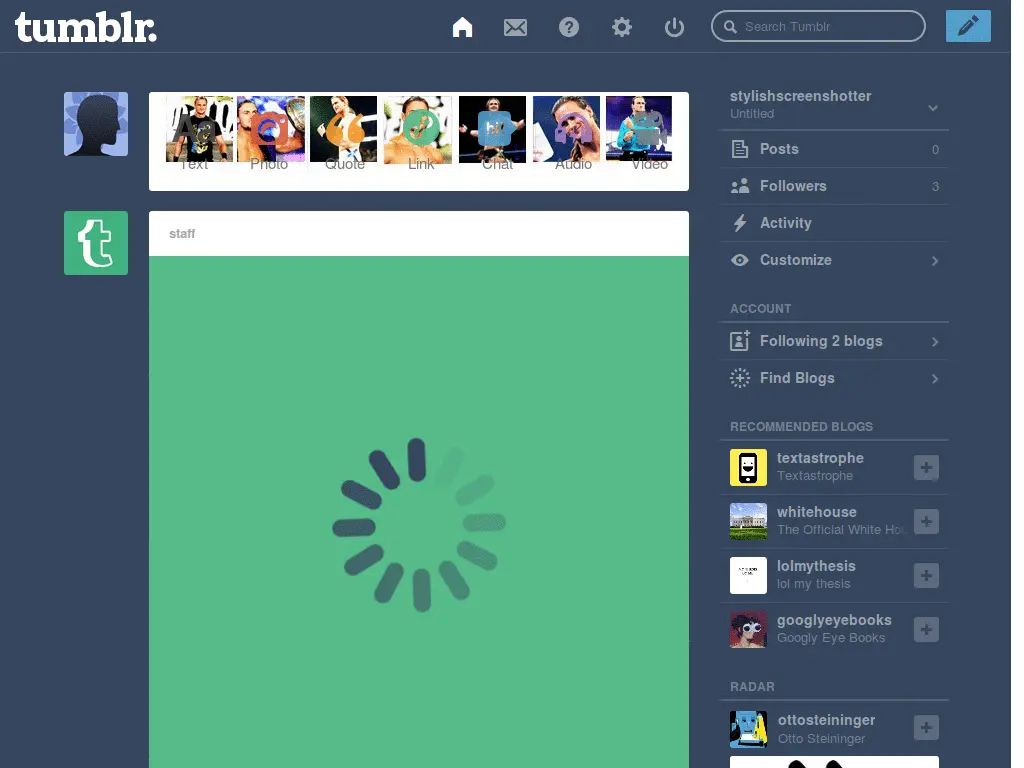 tumblr.
Search Tumblr
Text Photo Quote Link Chat Audio Video
staff
stylishscreenshotter
Untitled
Posts 0
Followers 3
Activity
Customize
ACCOUNT
Following 2 blogs
Find Blogs
RECOMMENDED BLOGS
textastrophe
Textastrophe
whitehouse
The Official White
lolmythesis
lol my thesis
googlyeyebooks
Googly Eye Books
RADAR
ottosteininger
Otto Steininger